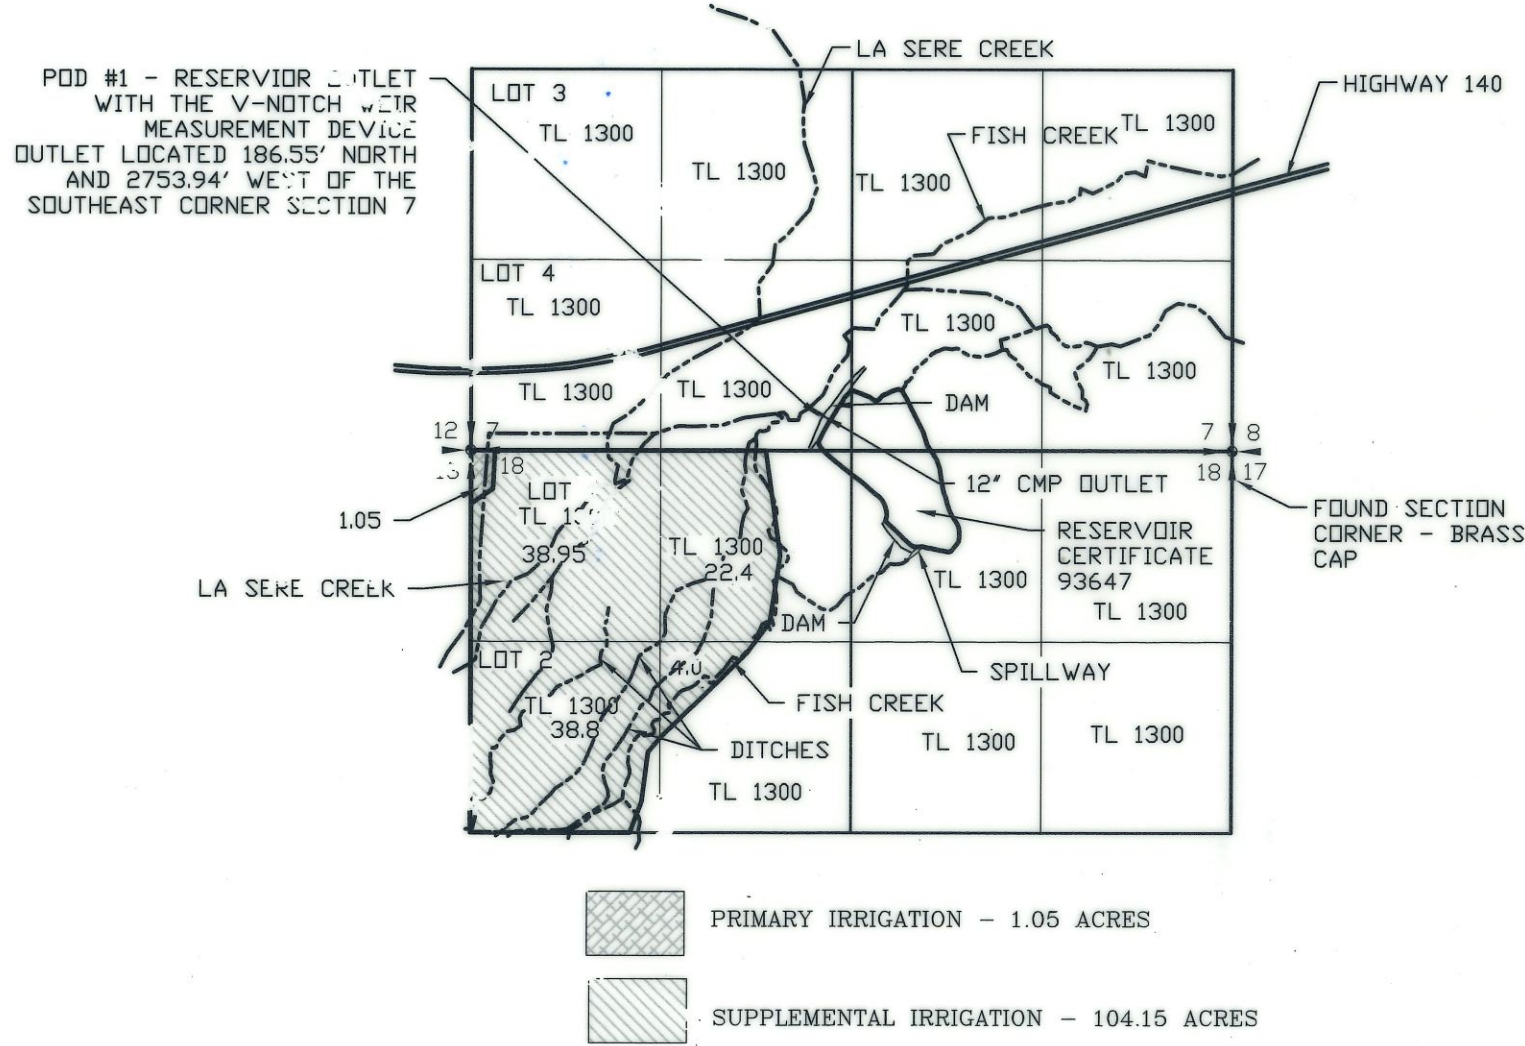 LA SERE CREEK
HIGHWAY 140
POD #1 - RESERVIOR
WITH THE V-NOTCH WEIR
MEASUREMENT DEVICE
OUTLET LOCATED 186.55' NORTH
AND 2753.94' WEST OF THE
SOUTHEAST CORNER SECTION 7
LOT 3
TL 1300
TL 1300
FISH CREEK
TL 1300
TL 1300
LOT 4
TL 1300
TL 1300
TL 1300
TL 1300
TL 1300
DAM
12 7
7 8
18
18 17
12" CMP OUTLET
LOT
TL
1.05
38.95
TL 1300
22.4
FOUND SECTION
CORNER - BRASS
CAP
RESERVOIR
CERTIFICATE
93647
LA SERE CREEK
TL 1300
TL 1300
DAM
LOT 2
SPILLWAY
TL 1300
38.8
FISH CREEK
DITCHES
TL 1300
TL 1300
TL 1300
PRIMARY IRRIGATION - 1.05 ACRES
SUPPLEMENTAL IRRIGATION - 104.15 ACRES